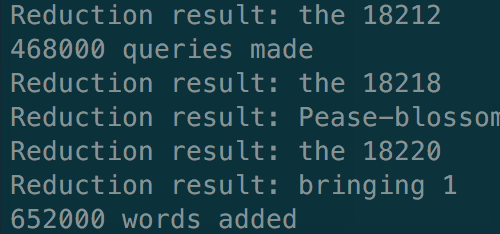 Reduction result: the 18212
468000 queries made
Reduction result: the 18218
Reduction result: Pease-blossom
Reduction result: the 18220
Reduction result: bringing 1
652000 words added